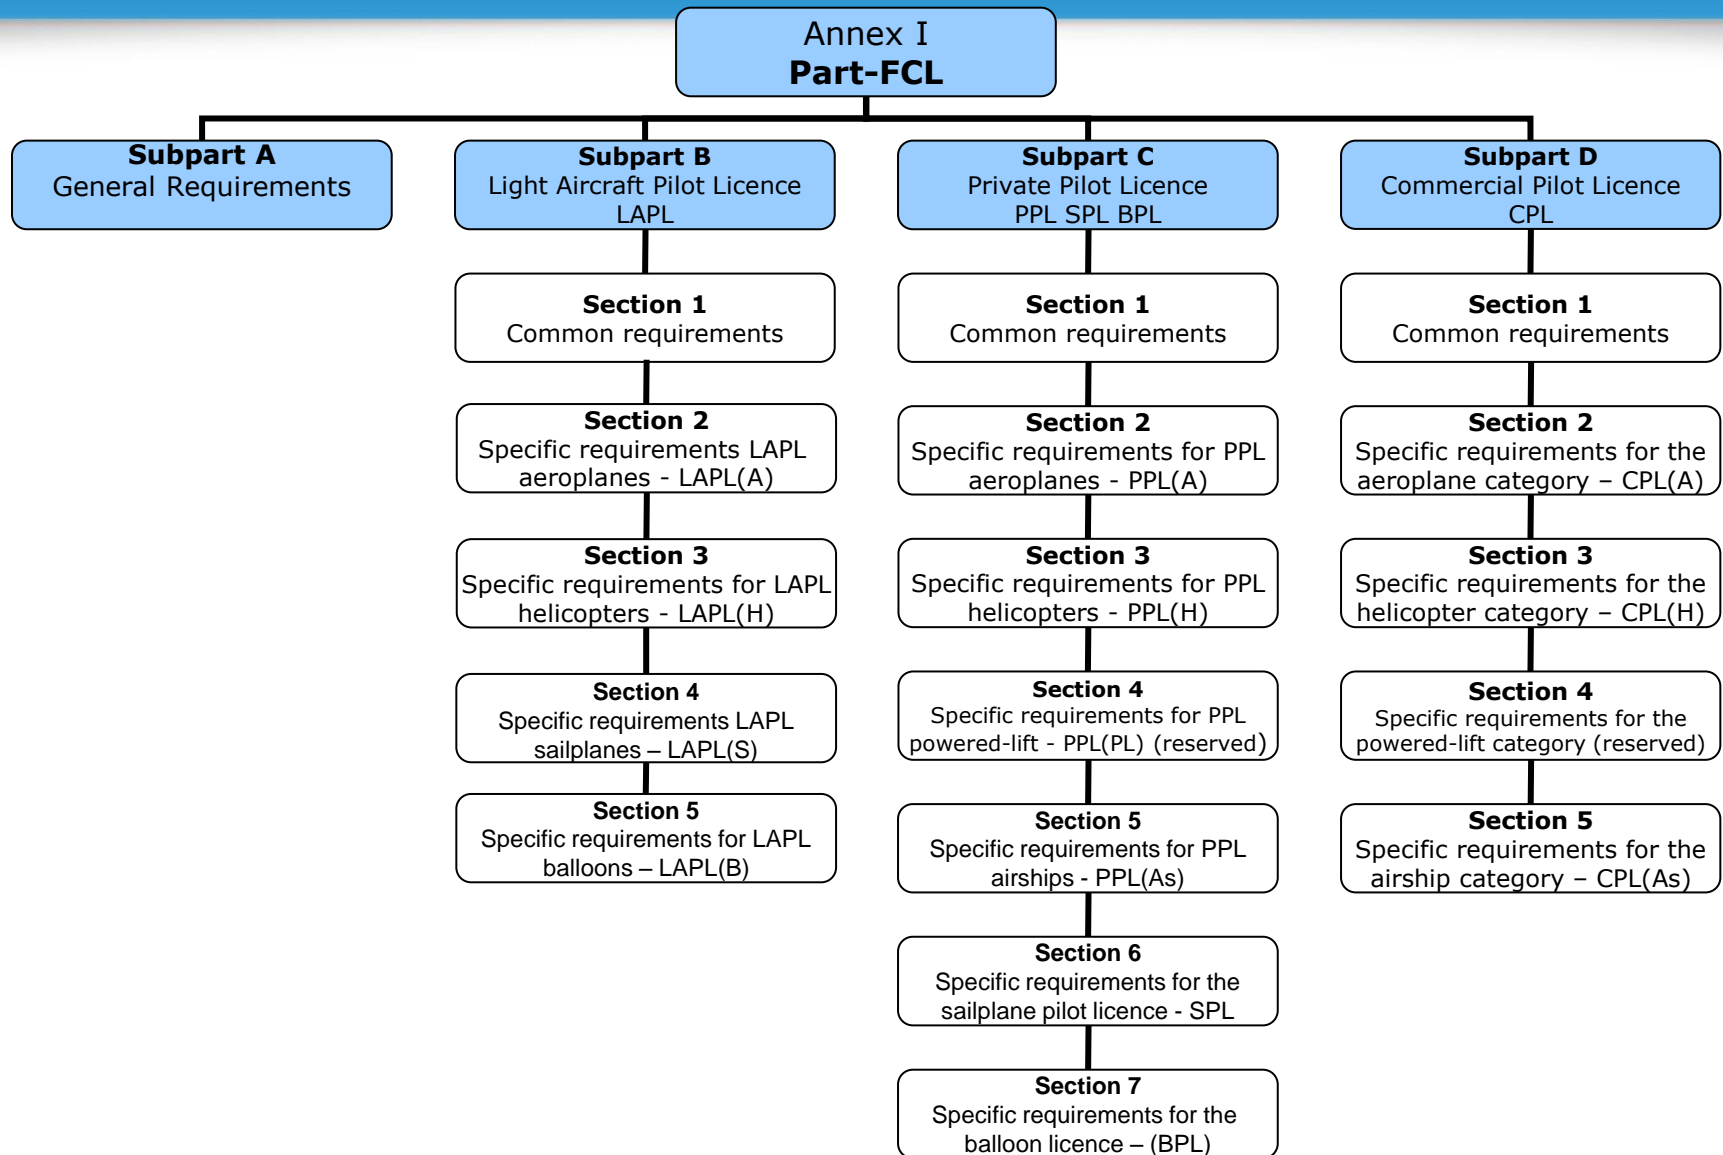 Annex I
Part-FCL
Subpart A
General Requirements
Subpart B
Light Aircraft Pilot Licence
LAPL
Subpart C
Private Pilot Licence
PPL SPL BPL
Subpart D
Commercial Pilot Licence
CPL
Section 1
Common requirements
Section 2
Specific requirements LAPL
aeroplanes - LAPL(A)
Section 3
Specific requirements for LAPL
helicopters - LAPL(H)
Section 4
Specific requirements LAPL
sailplanes – LAPL(S)
Section 5
Specific requirements for LAPL
balloons – LAPL(B)
Section 1
Common requirements
Section 2
Specific requirements for PPL
aeroplanes - PPL(A)
Section 3
Specific requirements for PPL
helicopters - PPL(H)
Section 4
Specific requirements for PPL
powered-lift - PPL(PL) (reserved)
Section 5
Specific requirements for PPL
airships - PPL(As)
Section 6
Specific requirements for the
sailplane pilot licence - SPL
Section 7
Specific requirements for the
balloon licence – (BPL)
Section 1
Common requirements
Section 2
Specific requirements for the
aeroplane category – CPL(A)
Section 3
Specific requirements for the
helicopter category – CPL(H)
Section 4
Specific requirements for the
powered-lift category (reserved)
Section 5
Specific requirements for the
airship category – CPL(As)